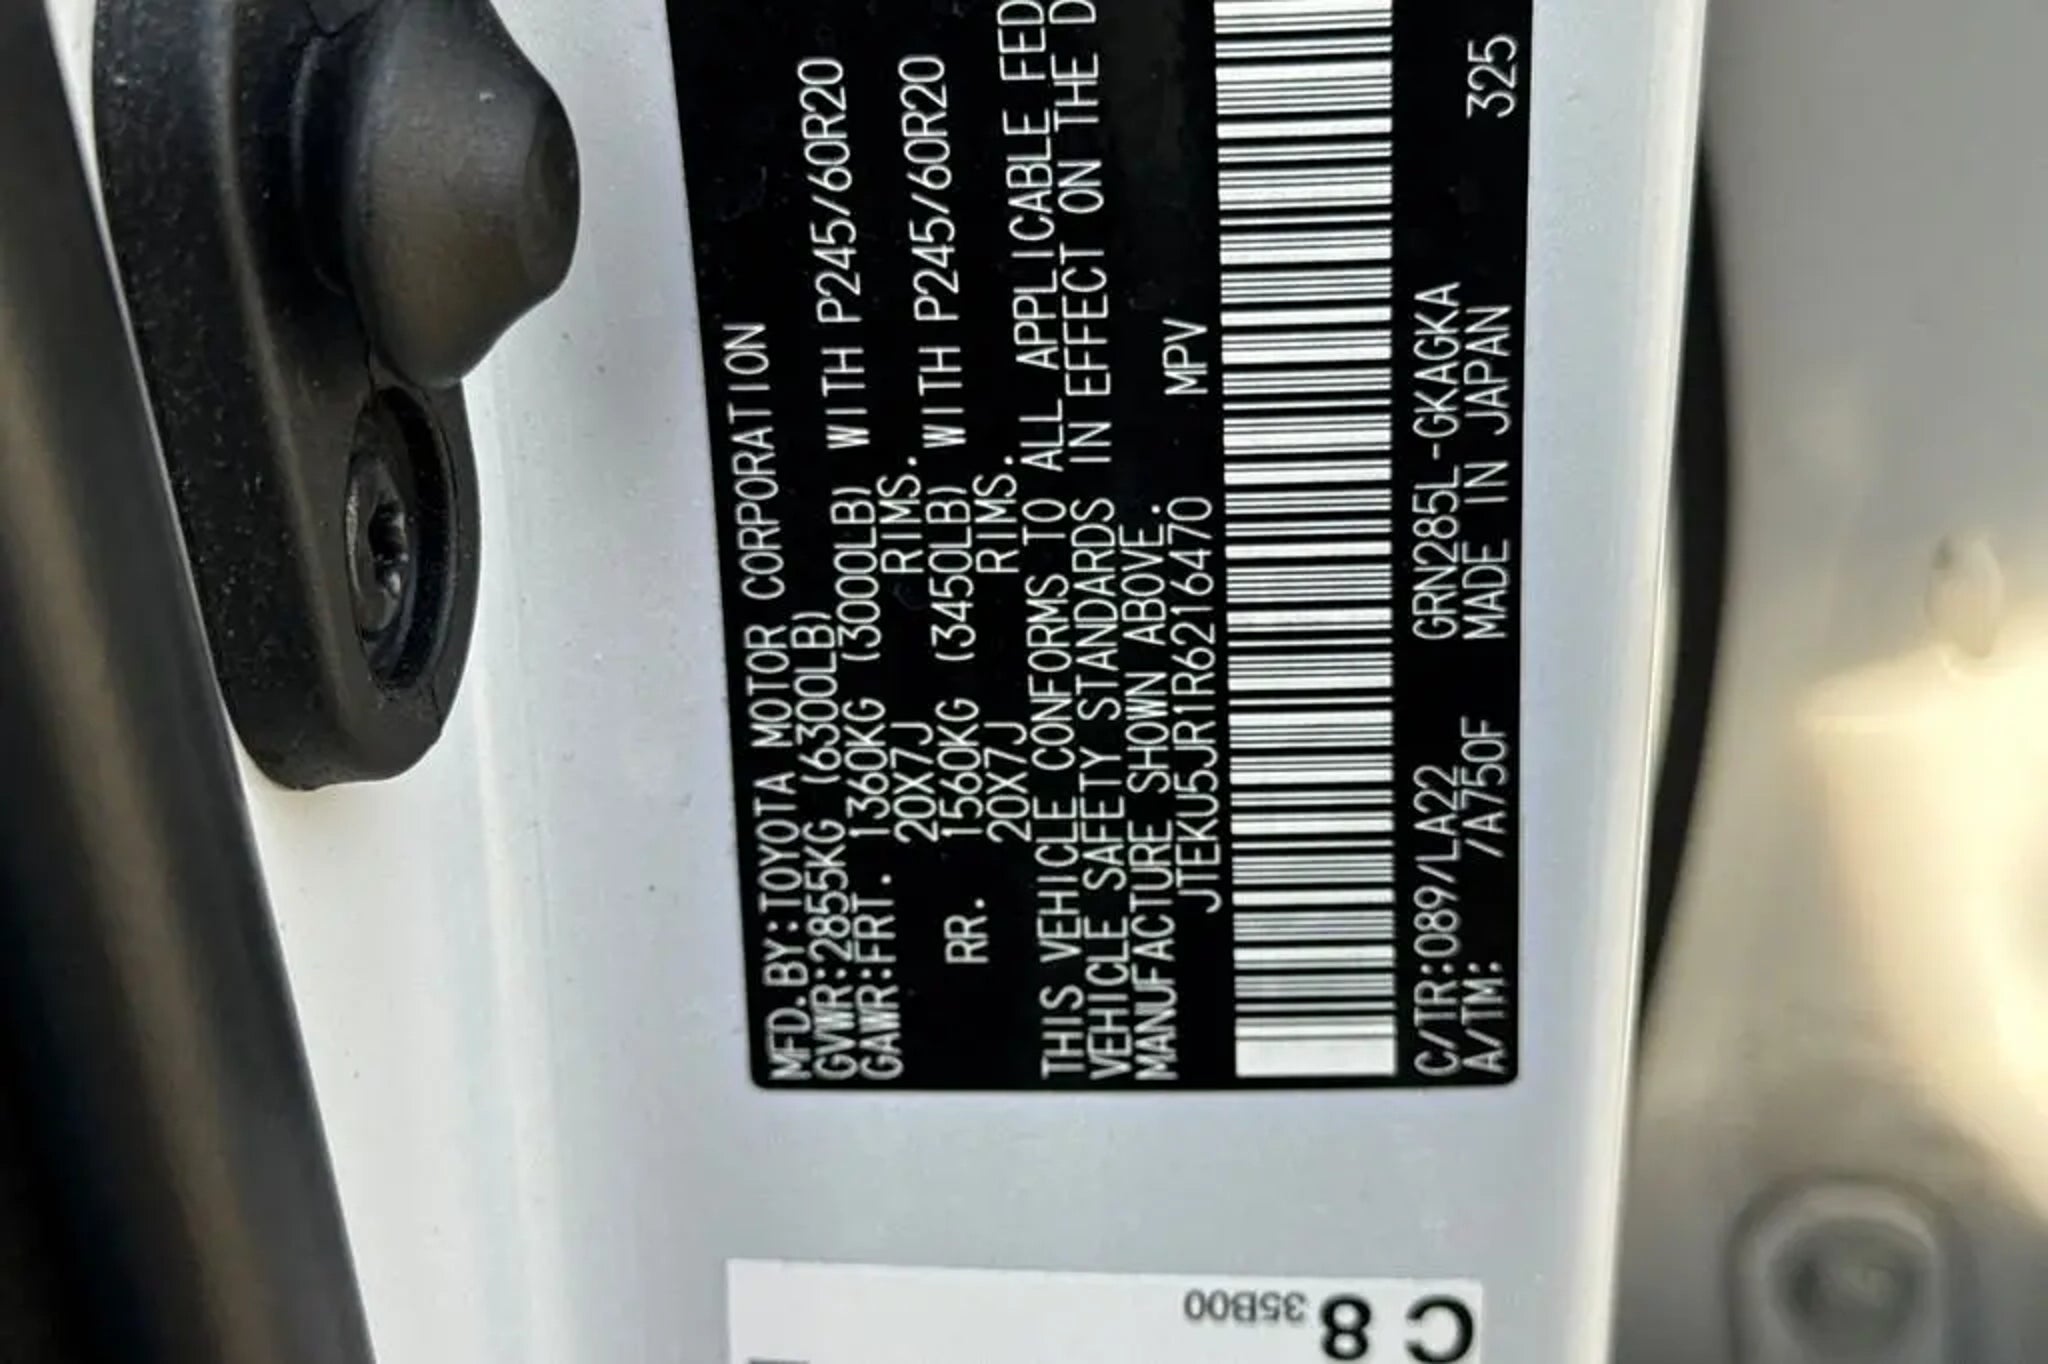 MFD.BY:TOYOTA MOTOR CORPORATION
GVWR:2855KG (6300LB)
GAWR:FRT. 1360KG (3000LB) WITH P245/60R20
20X7J RIMS.
RR. 1560KG (3450LB) WITH P245/60R20
20X7J RIMS.
THIS VEHICLE CONFORMS TO ALL APPLICABLE FED
VEHICLE SAFETY STANDARDS IN EFFECT ON THE D
MANUFACTURE SHOWN ABOVE.
JTEKU5JR1R6216470 MPV
C/TR:089/LA22 GRN285L-GKAGKA 325
A/TM: /A750F MADE IN JAPAN
C 8 35B00